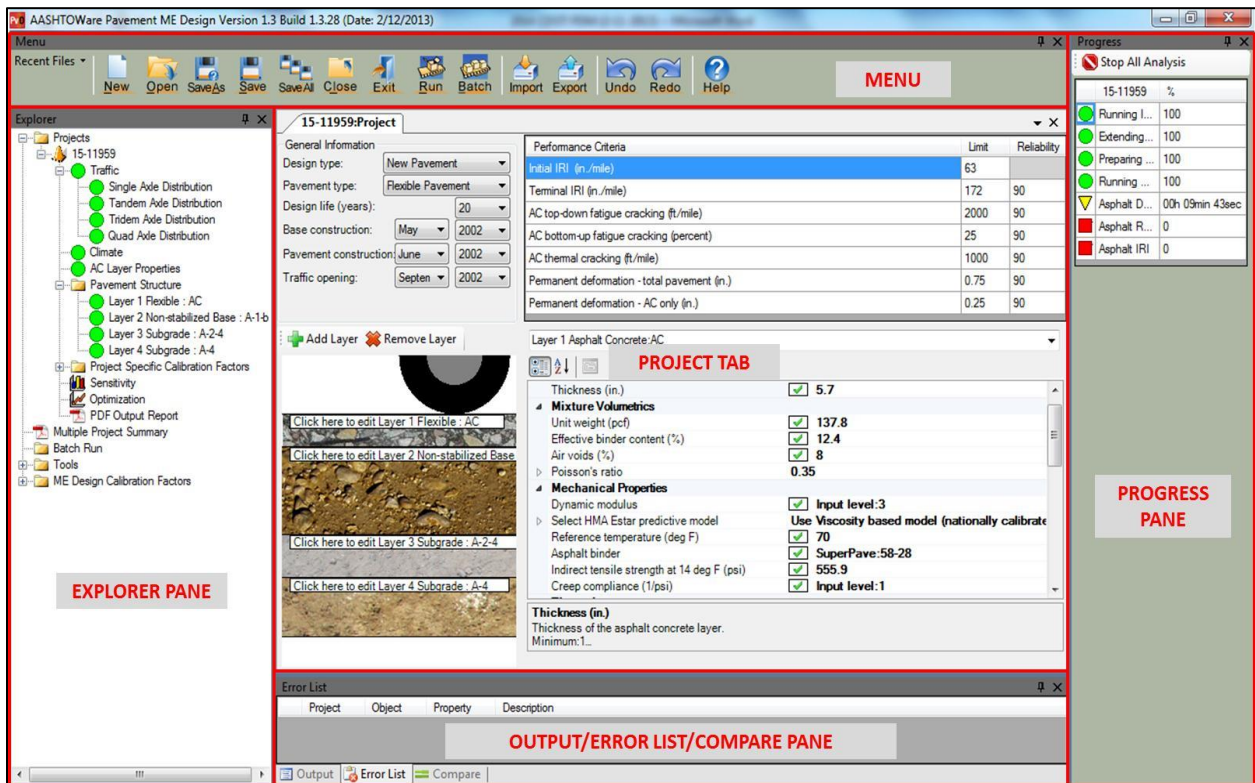 AASHTOWare Pavement ME Design Version 1.3 Build 1.3.28 (Date: 2/12/2013)
Menu
Recent Files
New Open SaveAs Save SaveAll Close Exit Run Batch Import Export Undo Redo Help
MENU
Progress
Stop All Analysis
15-11959 %
Running I... 100
Extending... 100
Preparing ... 100
Running ... 100
Asphalt D... 00h 09min 43sec
Asphalt R... 0
Asphalt IRI 0
PROGRESS PANE
Explorer
Projects
15-11959
Traffic
Single Axle Distribution
Tandem Axle Distribution
Tridem Axle Distribution
Quad Axle Distribution
Climate
AC Layer Properties
Pavement Structure
Layer 1 Flexible : AC
Layer 2 Non-stabilized Base : A-1-b
Layer 3 Subgrade : A-2-4
Layer 4 Subgrade : A-4
Project Specific Calibration Factors
Sensitivity
Optimization
PDF Output Report
Multiple Project Summary
Batch Run
Tools
ME Design Calibration Factors
EXPLORER PANE
15-11959:Project
General Information
Design type: New Pavement
Pavement type: Flexible Pavement
Design life (years): 20
Base construction: May 2002
Pavement construction: June 2002
Traffic opening: Septen 2002
Performance Criteria Limit Reliability
Initial IRI (in./mile) 63
Terminal IRI (in./mile) 172 90
AC top-down fatigue cracking (ft/mile) 2000 90
AC bottom-up fatigue cracking (percent) 25 90
AC thermal cracking (ft/mile) 1000 90
Permanent deformation - total pavement (in.) 0.75 90
Permanent deformation - AC only (in.) 0.25 90
Add Layer Remove Layer
Click here to edit Layer 1 Flexible : AC
Click here to edit Layer 2 Non-stabilized Base
Click here to edit Layer 3 Subgrade : A-2-4
Click here to edit Layer 4 Subgrade : A-4
Layer 1 Asphalt Concrete:AC
PROJECT TAB
Thickness (in.) 5.7
Mixture Volumetrics
Unit weight (pcf) 137.8
Effective binder content (%) 12.4
Air voids (%) 8
Poisson's ratio 0.35
Mechanical Properties
Dynamic modulus Input level:3
Select HMA Estar predictive model Use Viscosity based model (nationally calibrate
Reference temperature (deg F) 70
Asphalt binder SuperPave:58-28
Indirect tensile strength at 14 deg F (psi) 555.9
Creep compliance (1/psi) Input level:1
Thickness (in.)
Thickness of the asphalt concrete layer.
Minimum:1...
Error List
Project Object Property Description
OUTPUT/ERROR LIST/COMPARE PANE
Output Error List Compare